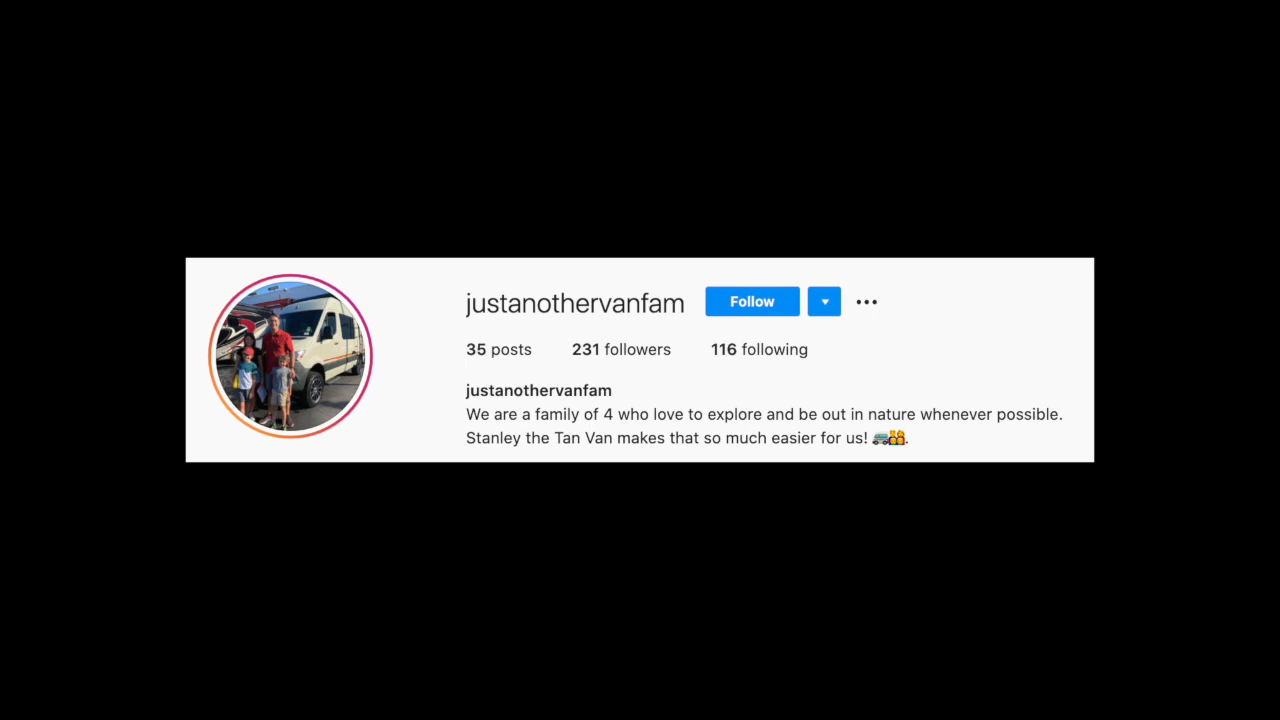 justanothervanfam Follow
35 posts 231 followers 116 following
justanothervanfam
We are a family of 4 who love to explore and be out in nature whenever possible.
Stanley the Tan Van makes that so much easier for us! 🚐👨‍👩‍👦‍👦.